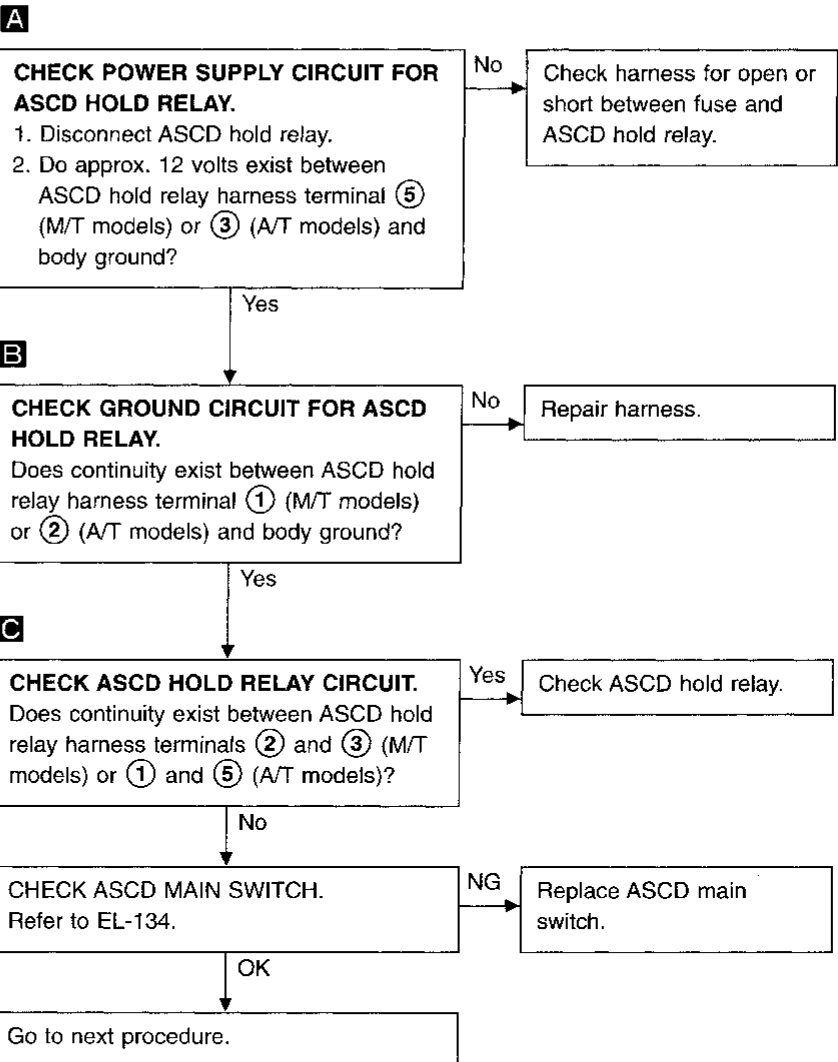 A
CHECK POWER SUPPLY CIRCUIT FOR
ASCD HOLD RELAY.
1. Disconnect ASCD hold relay.
2. Do approx. 12 volts exist between
ASCD hold relay harness terminal ⑤
(M/T models) or ③ (A/T models) and
body ground?
No
Check harness for open or
short between fuse and
ASCD hold relay.
Yes
B
CHECK GROUND CIRCUIT FOR ASCD
HOLD RELAY.
Does continuity exist between ASCD hold
relay harness terminal ① (M/T models)
or ② (A/T models) and body ground?
No
Repair harness.
Yes
C
CHECK ASCD HOLD RELAY CIRCUIT.
Does continuity exist between ASCD hold
relay harness terminals ② and ③ (M/T
models) or ① and ⑤ (A/T models)?
Yes
Check ASCD hold relay.
No
CHECK ASCD MAIN SWITCH.
Refer to EL-134.
NG
Replace ASCD main
switch.
OK
Go to next procedure.